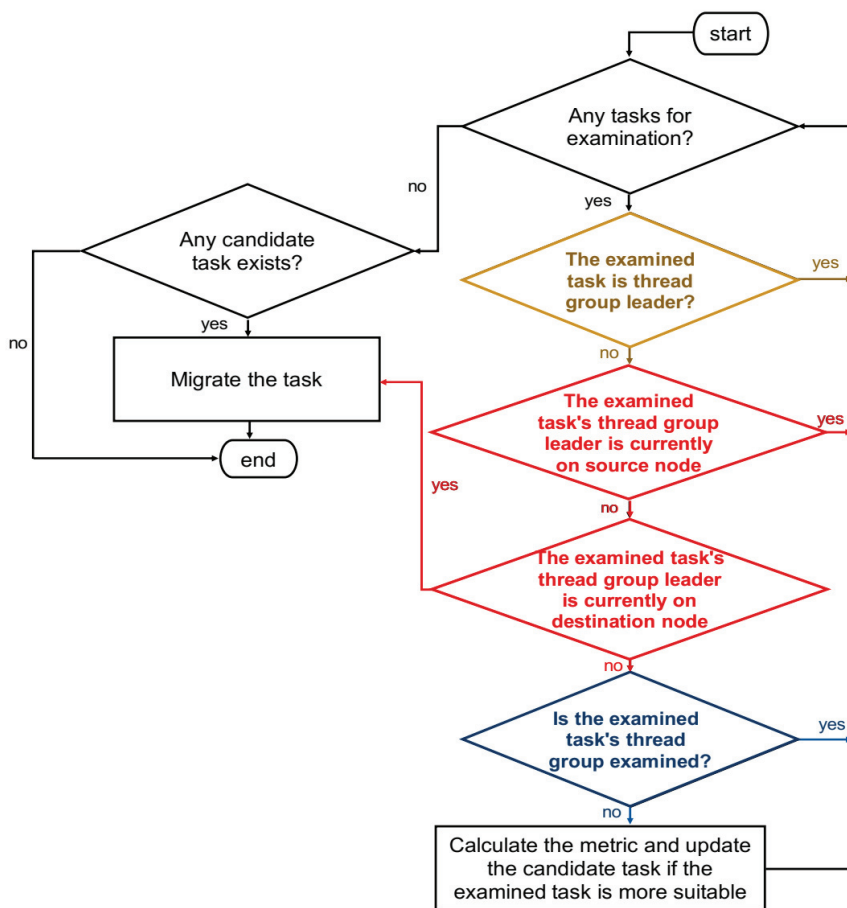 start
Any tasks for
examination?
no
yes
Any candidate
task exists?
The examined
task is thread
group leader?
yes
no
yes
no
Migrate the task
The examined
task's thread group
leader is currently
on source node
yes
end
yes
no
The examined task's
thread group leader
is currently on
destination node
no
Is the examined
task's thread
group examined?
yes
no
Calculate the metric and update
the candidate task if the
examined task is more suitable